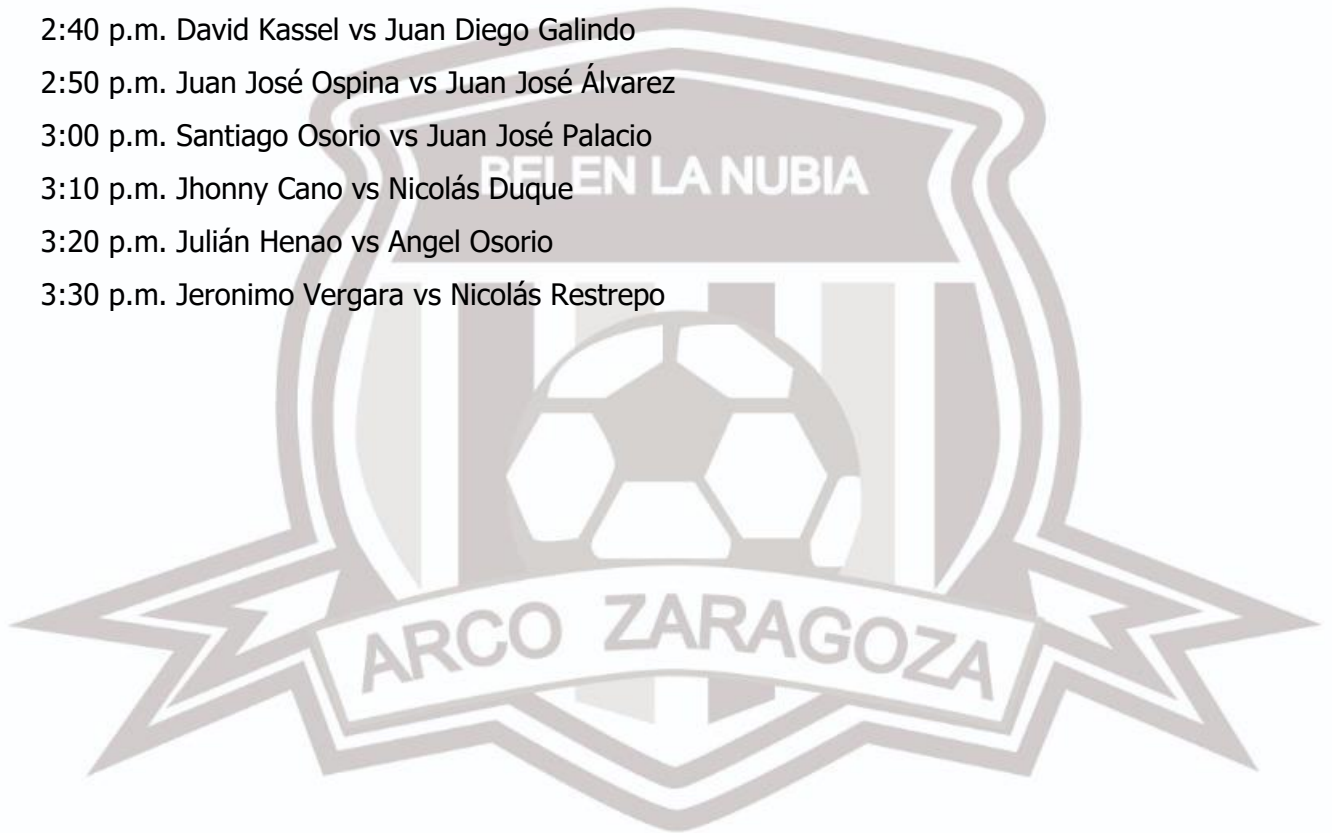 2:40 p.m. David Kassel vs Juan Diego Galindo
2:50 p.m. Juan José Ospina vs Juan José Álvarez
3:00 p.m. Santiago Osorio vs Juan José Palacio
3:10 p.m. Jhonny Cano vs Nicolás Duque
3:20 p.m. Julián Henao vs Angel Osorio
3:30 p.m. Jeronimo Vergara vs Nicolás Restrepo
BELEN LA NUBIA
ARCO ZARAGOZA